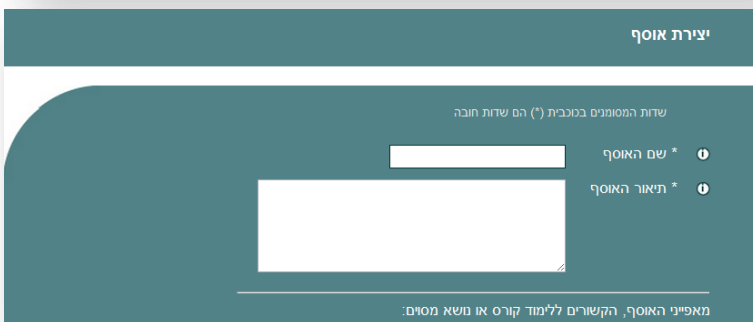 יצירת אוסף
שדות המסומנים בכוכבית (*) הם שדות חובה
* שם האוסף
* תיאור האוסף
מאפייני האוסף, הקשורים ללימוד קורס או נושא מסוים: